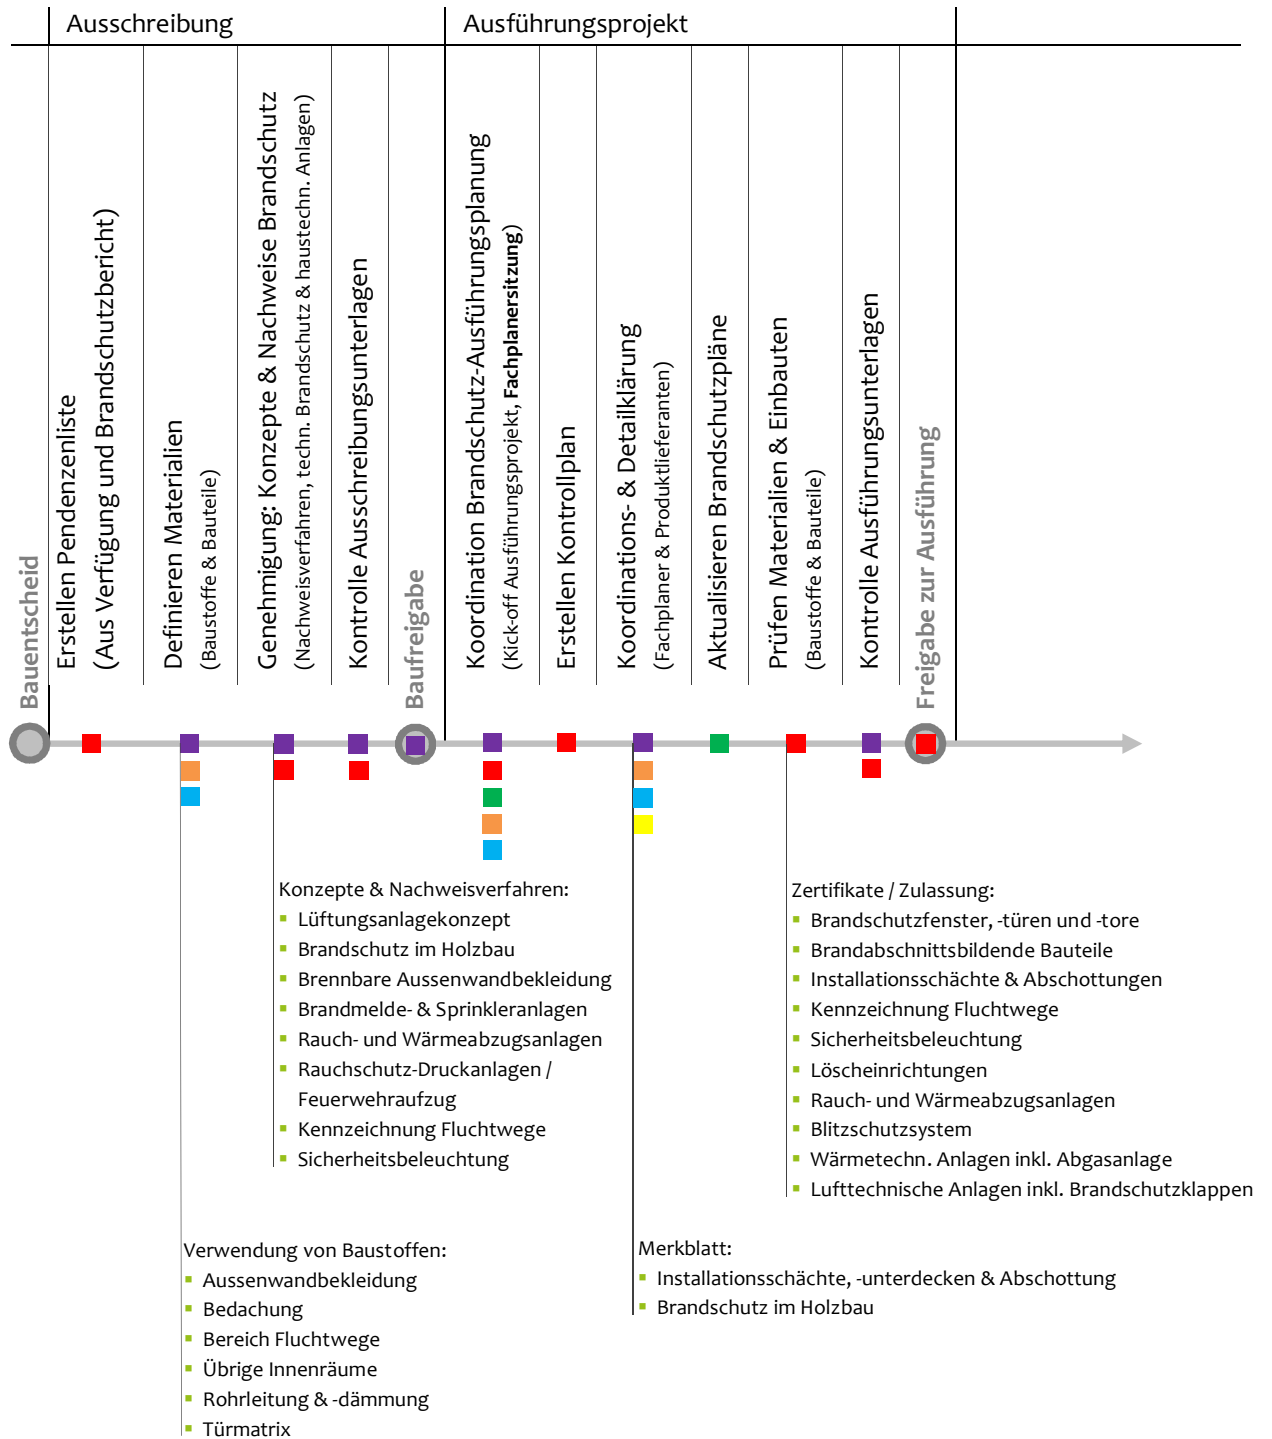 Ausschreibung
Ausführungsprojekt
Bauentscheid
Erstellen Pendenzenliste
(Aus Verfügung und Brandschutzbericht)
Definieren Materialien
(Baustoffe & Bauteile)
Genehmigung: Konzepte & Nachweise Brandschutz
(Nachweisverfahren, techn. Brandschutz & haustechn. Anlagen)
Kontrolle Ausschreibungsunterlagen
Baufreigabe
Koordination Brandschutz-Ausführungsplanung
(Kick-off Ausführungsprojekt, Fachplanersitzung)
Erstellen Kontrollplan
Koordinations- & Detailklärung
(Fachplaner & Produktlieferanten)
Aktualisieren Brandschutzpläne
Prüfen Materialien & Einbauten
(Baustoffe & Bauteile)
Kontrolle Ausführungsunterlagen
Freigabe zur Ausführung
Konzepte & Nachweisverfahren:
Lüftungsanlagekonzept
Brandschutz im Holzbau
Brennbare Aussenwandbekleidung
Brandmelde- & Sprinkleranlagen
Rauch- und Wärmeabzugsanlagen
Rauchschutz-Druckanlagen /
Feuerwehraufzug
Kennzeichnung Fluchtwege
Sicherheitsbeleuchtung
Zertifikate / Zulassung:
Brandschutzfenster, -türen und -tore
Brandabschnittsbildende Bauteile
Installationsschächte & Abschottungen
Kennzeichnung Fluchtwege
Sicherheitsbeleuchtung
Löscheinrichtungen
Rauch- und Wärmeabzugsanlagen
Blitzschutzsystem
Wärmetechn. Anlagen inkl. Abgasanlage
Lufttechnische Anlagen inkl. Brandschutzklappen
Verwendung von Baustoffen:
Aussenwandbekleidung
Bedachung
Bereich Fluchtwege
Übrige Innenräume
Rohrleitung & -dämmung
Türmatrix
Merkblatt:
Installationsschächte, -unterdecken & Abschottung
Brandschutz im Holzbau